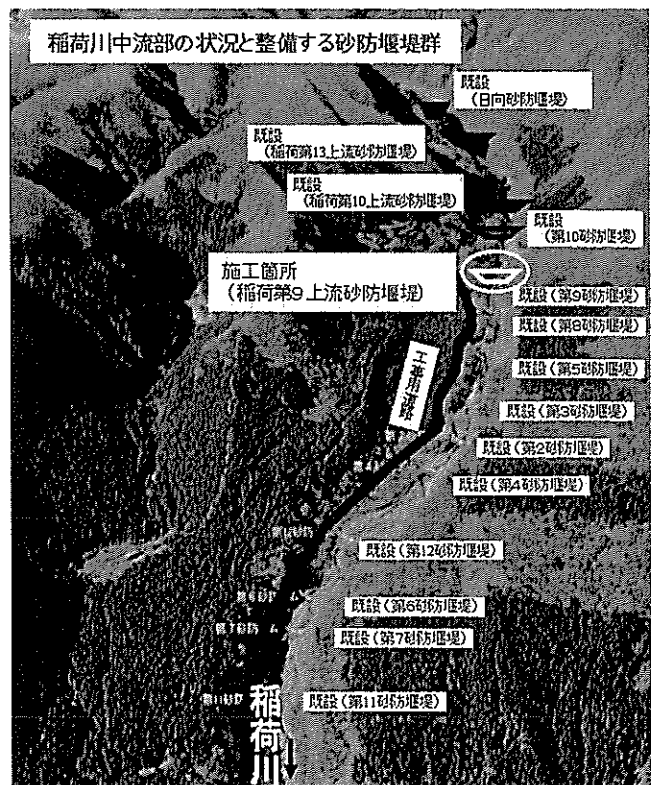 稲荷川中流部の状況と整備する砂防堰堤群
既設
(日向砂防堰堤)
既設
(稲荷第13上流砂防堰堤)
既設
(稲荷第10上流砂防堰堤)
既設
(第10砂防堰堤)
施工箇所
(稲荷第9上流砂防堰堤)
既設(第9砂防堰堤)
既設(第8砂防堰堤)
既設(第5砂防堰堤)
工事用道路
既設(第3砂防堰堤)
既設(第2砂防堰堤)
既設(第4砂防堰堤)
既設(第12砂防堰堤)
既設(第6砂防堰堤)
既設(第7砂防堰堤)
既設(第11砂防堰堤)
稲荷川